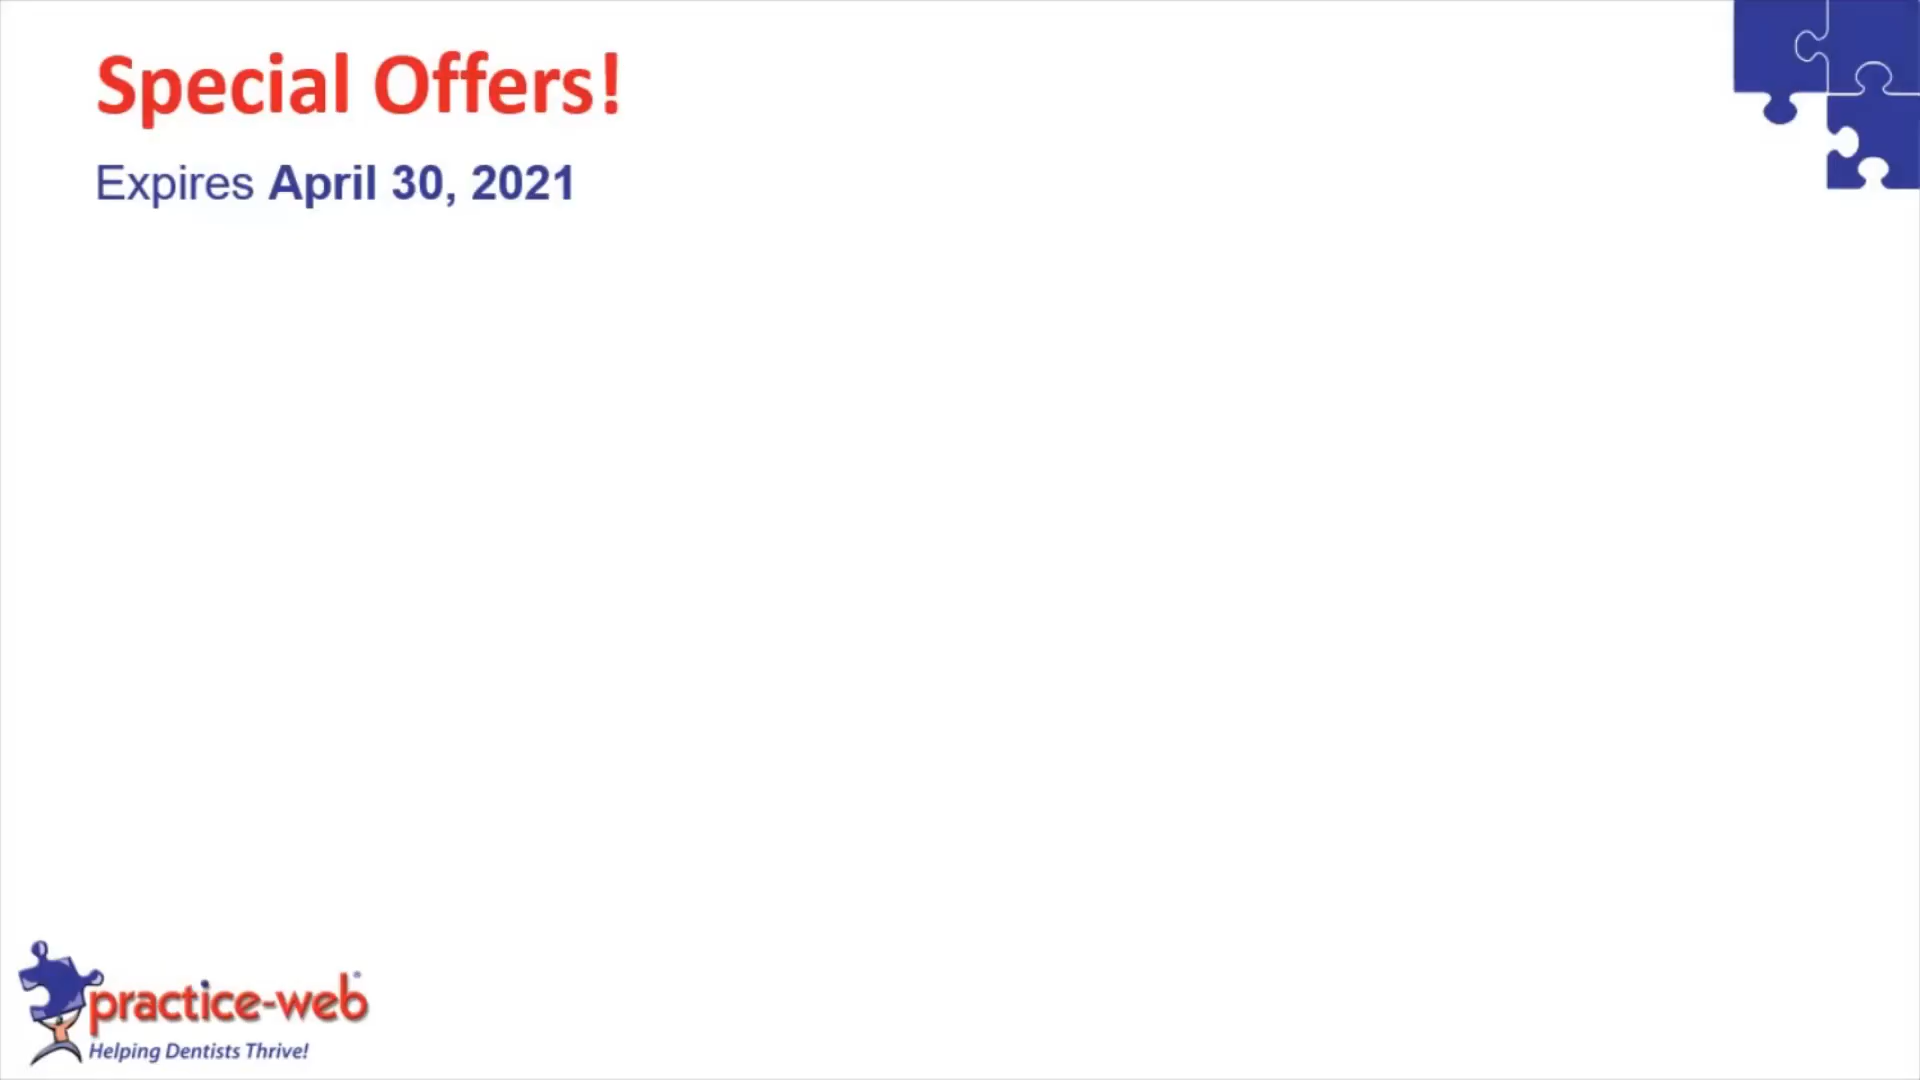 Special Offers!
Expires April 30, 2021
practice-web®
Helping Dentists Thrive!